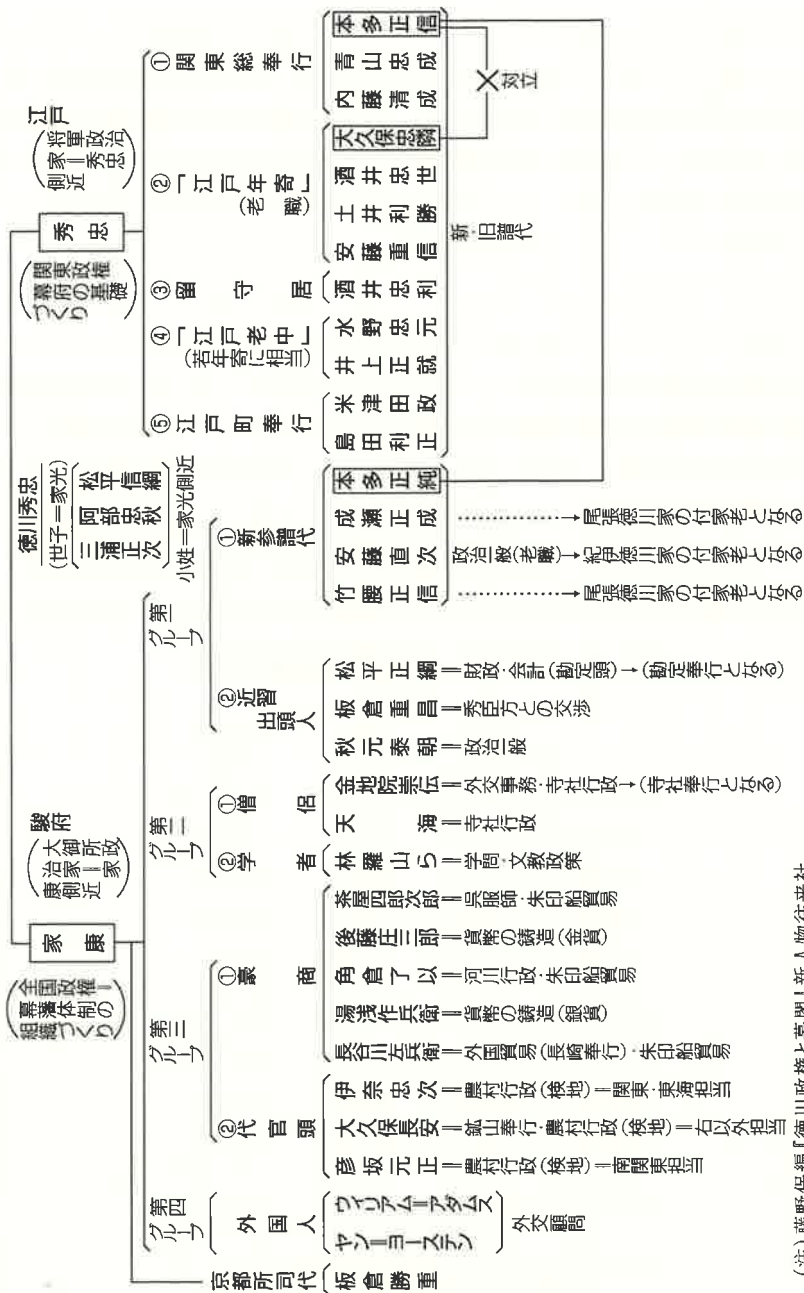 家康
(全国政権＝幕藩体制の組織づくり)
駿府
(大御所政治家＝家康側近)
秀忠
(関東政権幕府の基礎づくり)
江戸
(将軍政治家＝秀忠側近)
①関東総奉行
本多正信
青山忠成
内藤清成
②「江戸年寄」
(老職)
大久保忠隣
酒井忠世
土井利勝
安藤重信
③留守居
酒井忠利
④「江戸老中」
(若年寄に相当)
水野忠元
井上正就
⑤江戸町奉行
米津田政
島田利正
新・旧譜代
対立
徳川秀忠
(世子＝家光)
松平信綱
阿部忠秋
三浦正次
小姓＝家光側近
第一グループ
①新参譜代
本多正純
成瀬正成 →尾張徳川家の付家老となる
安藤直次 政治一般(老職)→紀伊徳川家の付家老となる
竹腰正信 →尾張徳川家の付家老となる
②近習出頭人
松平正綱＝財政・会計(勘定頭)→(勘定奉行となる)
板倉重昌＝秀臣方との交渉
秋元泰朝＝政治一般
第二グループ
①僧侶
金地院崇伝＝外交事務・寺社行政→(寺社奉行となる)
天海＝寺社行政
②学者
林羅山ら＝学問・文教政策
第三グループ
①豪商
茶屋四郎次郎＝呉服師・朱印船貿易
後藤庄三郎＝貨幣の鋳造(金貨)
角倉了以＝河川行政・朱印船貿易
湯浅作兵衛＝貨幣の鋳造(銀貨)
長谷川左兵衛＝外国貿易(長崎奉行)・朱印船貿易
②代官頭
伊奈忠次＝農村行政(検地)＝関東・東海担当
大久保長安＝鉱山奉行・農村行政(検地)＝右以外担当
彦坂元正＝農村行政(検地)＝南関東担当
第四グループ
外国人
ウィリアム＝アダムス
ヤン＝ヨーステン
外交顧問
京都所司代
板倉勝重
(注)藤野保編『徳川政権と幕閣』新人物往来社